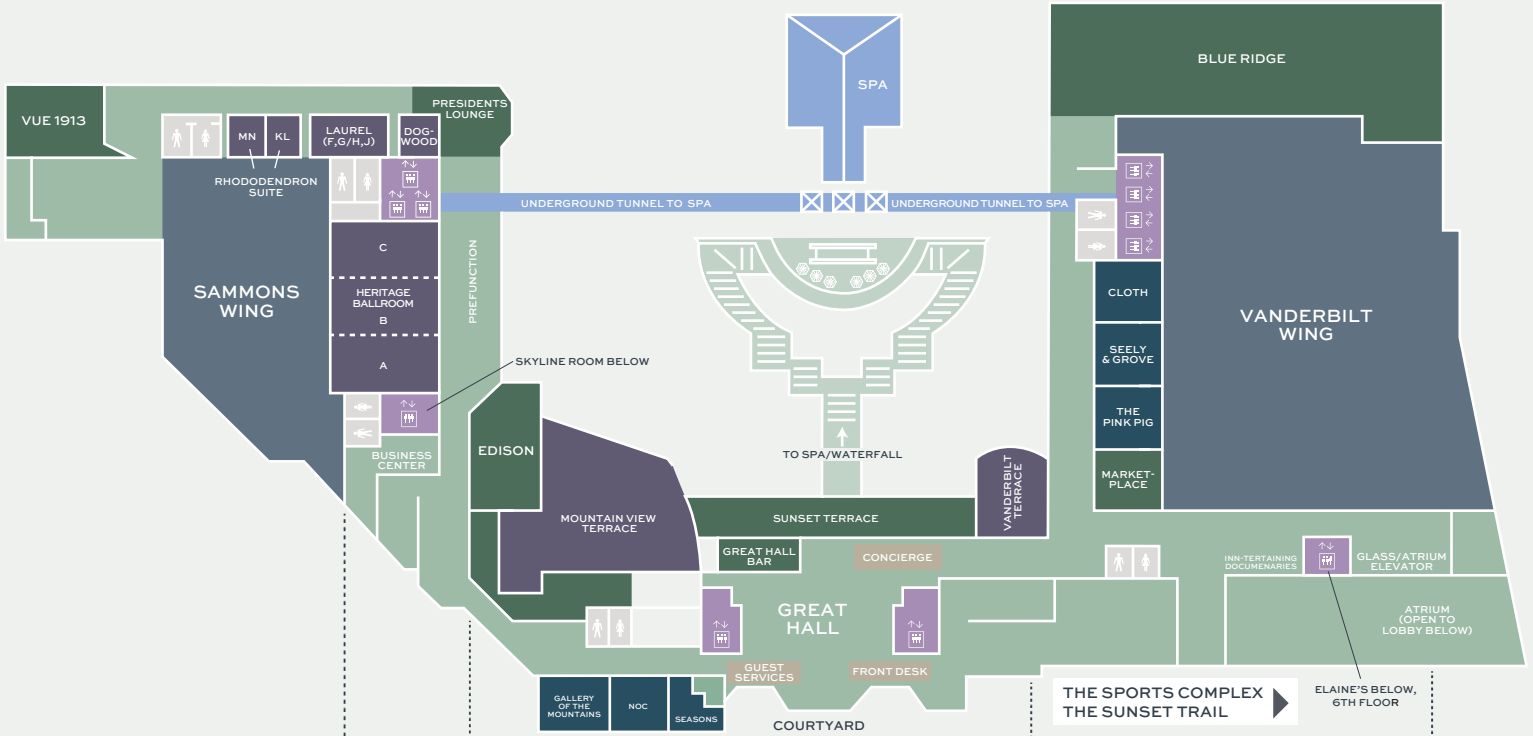 BLUE RIDGE
SPA
PRESIDENTS
LOUNGE
VUE 1913
MN
KL
LAUREL
(F,G/H,J)
DOG-
WOOD
RHODODENDRON
SUITE
UNDERGROUND TUNNEL TO SPA
UNDERGROUND TUNNEL TO SPA
C
HERITAGE
BALLROOM
B
A
PREFUNCTION
SAMMONS
WING
CLOTH
VANDERBILT
WING
SEELY
& GROVE
SKYLINE ROOM BELOW
THE
PINK PIG
EDISON
BUSINESS
CENTER
TO SPA/WATERFALL
MARKET-
PLACE
VANDERBILT
TERRACE
MOUNTAIN VIEW
TERRACE
SUNSET TERRACE
GREAT HALL
BAR
CONCIERGE
INN-TERTAINING
DOCUMENARIES
GLASS/ATRIUM
ELEVATOR
GREAT
HALL
ATRIUM
(OPEN TO
LOBBY BELOW)
GUEST
SERVICES
FRONT DESK
GALLERY
OF THE
MOUNTAINS
NOC
SEASONS
COURTYARD
THE SPORTS COMPLEX
THE SUNSET TRAIL
ELAINE'S BELOW,
6TH FLOOR